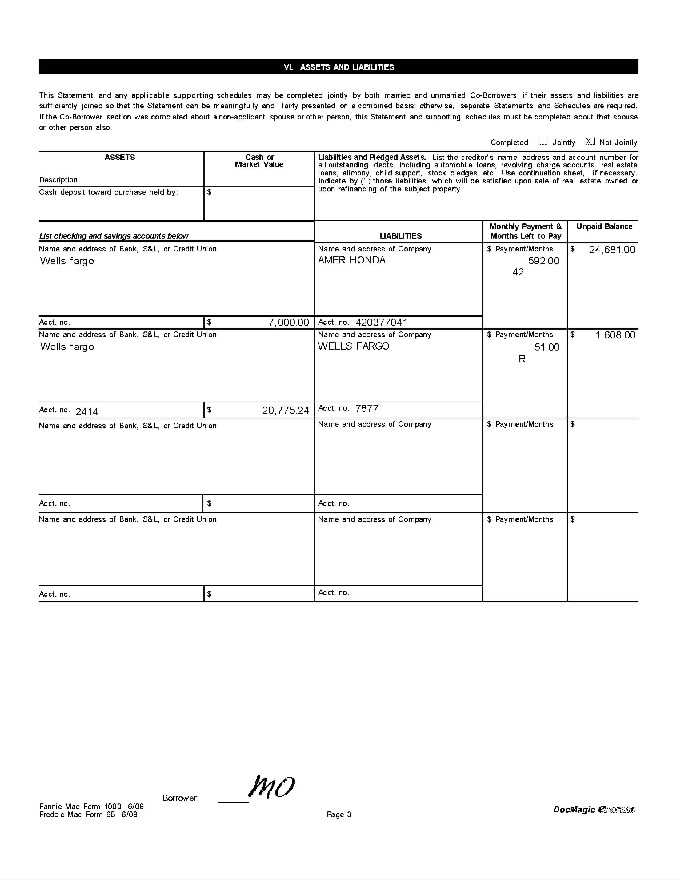 VI. ASSETS AND LIABILITIES
This Statement and any applicable supporting schedules may be completed jointly by both married and unmarried Co-Borrowers if their assets and liabilities are
sufficiently joined so that the Statement can be meaningfully and fairly presented on a combined basis; otherwise, separate Statements and Schedules are required.
If the Co-Borrower section was completed about a non-applicant spouse or other person, this Statement and supporting schedules must be completed about that spouse
or other person also.
Completed Jointly X Not Jointly
ASSETS
Cash or
Market Value
Description
Liabilities and Pledged Assets. List the creditor's name, address and account number for
all outstanding debts, including automobile loans, revolving charge accounts, real estate
loans, alimony, child support, stock pledges, etc. Use continuation sheet, if necessary.
Indicate by (*) those liabilities, which will be satisfied upon sale of real estate owned or
upon refinancing of the subject property.
Cash deposit toward purchase held by: $
List checking and savings accounts below
LIABILITIES
Monthly Payment &
Months Left to Pay
Unpaid Balance
Name and address of Bank, S&L, or Credit Union
Wells fargo
Name and address of Company
AMER HONDA
$ Payment/Months
592.00
42
$ 24,681.00
Acct. no. $ 7,000.00
Acct. no. 420377041
Name and address of Bank, S&L, or Credit Union
Wells fargo
Name and address of Company
WELLS FARGO
$ Payment/Months
51.00
R
$ 1,608.00
Acct. no. 2414 $ 20,775.24
Acct. no. 7877
Name and address of Bank, S&L, or Credit Union
Name and address of Company
$ Payment/Months
$
Acct. no. $
Acct. no.
Name and address of Bank, S&L, or Credit Union
Name and address of Company
$ Payment/Months
$
Acct. no. $
Acct. no.
Borrower MO
Fannie Mae Form 1003 6/09
Freddie Mac Form 65 6/09
Page 3
DocMagic